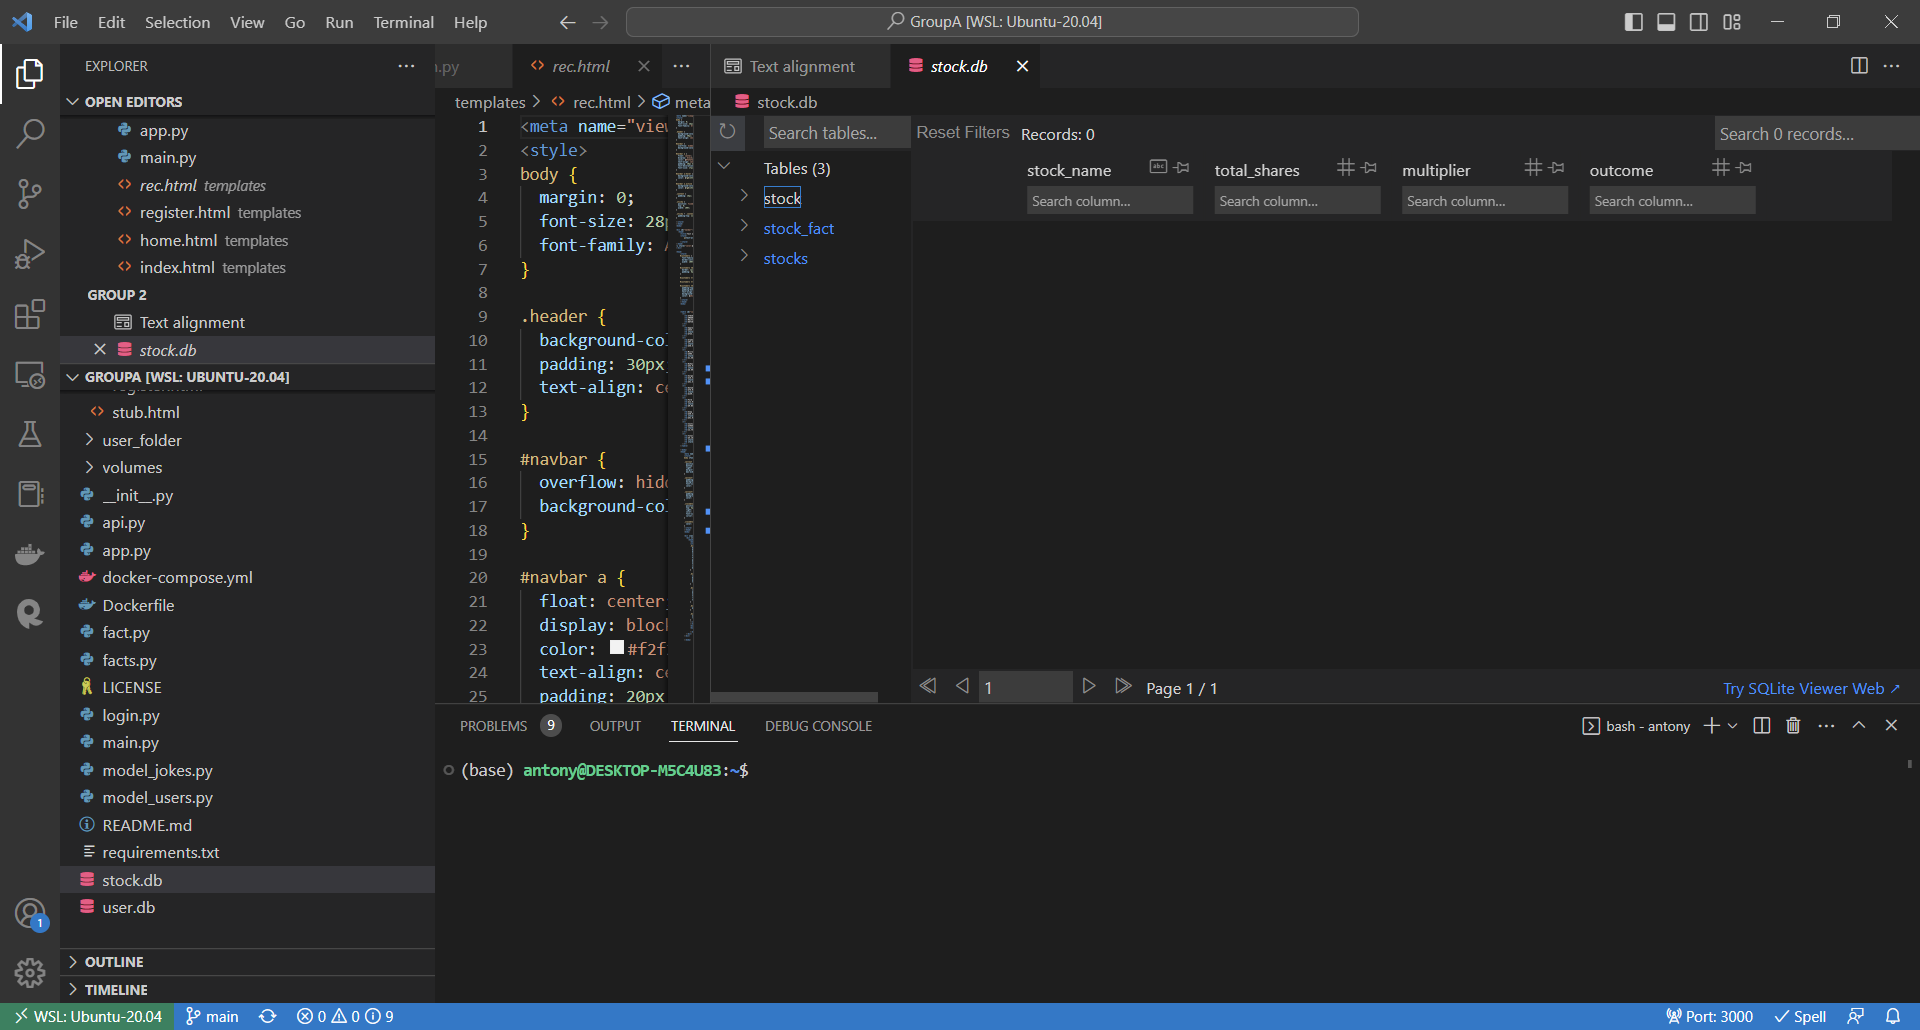 File Edit Selection View Go Run Terminal Help
GroupA [WSL: Ubuntu-20.04]
EXPLORER
OPEN EDITORS
app.py
main.py
rec.html templates
register.html templates
home.html templates
index.html templates
GROUP 2
Text alignment
stock.db
GROUPA [WSL: UBUNTU-20.04]
stub.html
user_folder
volumes
__init__.py
api.py
app.py
docker-compose.yml
Dockerfile
fact.py
facts.py
LICENSE
login.py
main.py
model_jokes.py
model_users.py
README.md
requirements.txt
stock.db
user.db
OUTLINE
TIMELINE
1
.py
rec.html
templates > rec.html > meta
1 <meta name="view
2 <style>
3 body {
4 margin: 0;
5 font-size: 28p
6 font-family: A
7 }
8
9 .header {
10 background-col
11 padding: 30px
12 text-align: ce
13 }
14
15 #navbar {
16 overflow: hidd
17 background-col
18 }
19
20 #navbar a {
21 float: center;
22 display: block
23 color: #f2f
24 text-align: ce
25 padding: 20px
Text alignment
stock.db
stock.db
Search tables...
Tables (3)
stock
stock_fact
stocks
Reset Filters Records: 0
Search 0 records...
stock_name total_shares multiplier outcome
Search column... Search column... Search column... Search column...
1 Page 1 / 1
Try SQLite Viewer Web ↗
PROBLEMS 9 OUTPUT TERMINAL DEBUG CONSOLE
bash - antony
(base) antony@DESKTOP-M5C4U83:~$
WSL: Ubuntu-20.04 main 0 0 9
Port: 3000 Spell